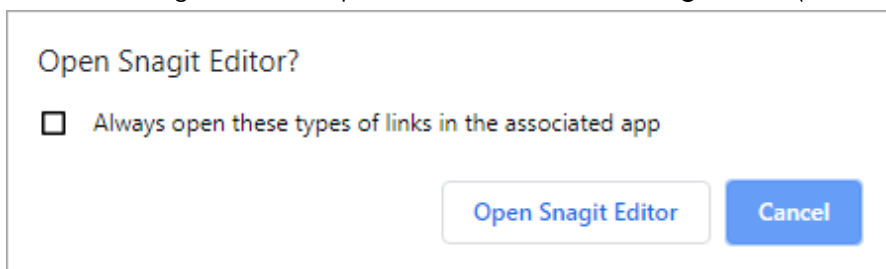 Open Snagit Editor?
Always open these types of links in the associated app
Open Snagit Editor Cancel